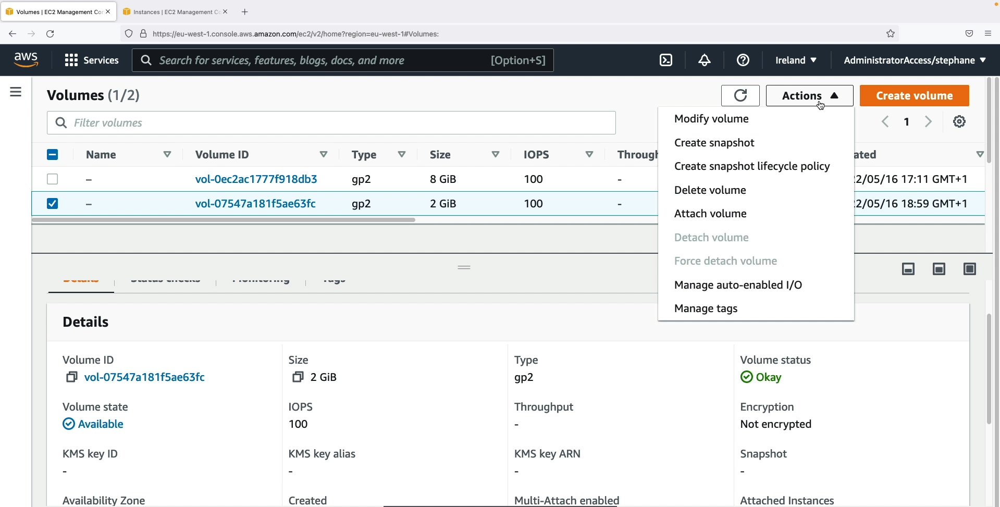 Volumes | EC2 Management Con
Instances | EC2 Management Co
https://eu-west-1.console.aws.amazon.com/ec2/v2/home?region=eu-west-1#Volumes:
aws
Services
Search for services, features, blogs, docs, and more
[Option+S]
Ireland
AdministratorAccess/stephane
Volumes (1/2)
Actions
Create volume
Filter volumes
1
Modify volume
Create snapshot
Create snapshot lifecycle policy
Delete volume
Attach volume
Detach volume
Force detach volume
Manage auto-enabled I/O
Manage tags
Name Volume ID Type Size IOPS Through ated
– vol-0ec2ac1777f918db3 gp2 8 GiB 100 - 2/05/16 17:11 GMT+1
– vol-07547a181f5ae63fc gp2 2 GiB 100 - 2/05/16 18:59 GMT+1
Details Status checks Monitoring Tags
Details
Volume ID
vol-07547a181f5ae63fc
Size
2 GiB
Type
gp2
Volume status
Okay
Volume state
Available
IOPS
100
Throughput
-
Encryption
Not encrypted
KMS key ID
-
KMS key alias
-
KMS key ARN
-
Snapshot
-
Availability Zone
Created
Multi-Attach enabled
Attached Instances